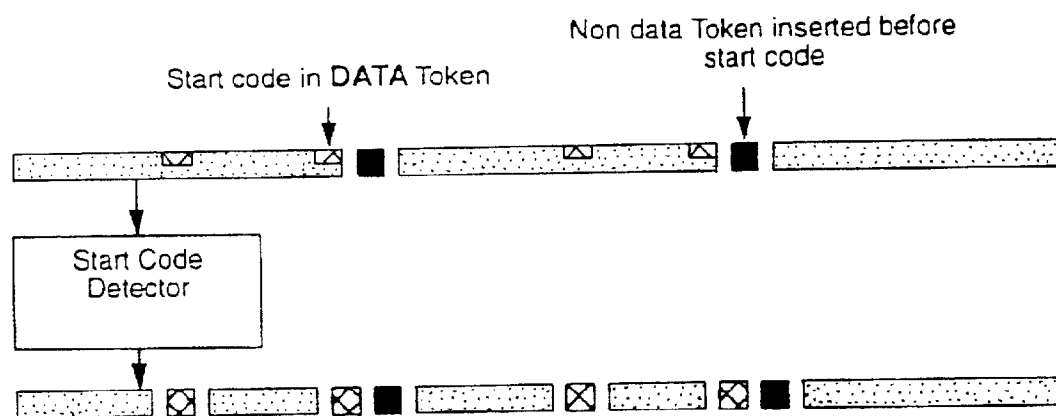 Non data Token inserted before
start code
Start code in DATA Token
Start Code
Detector